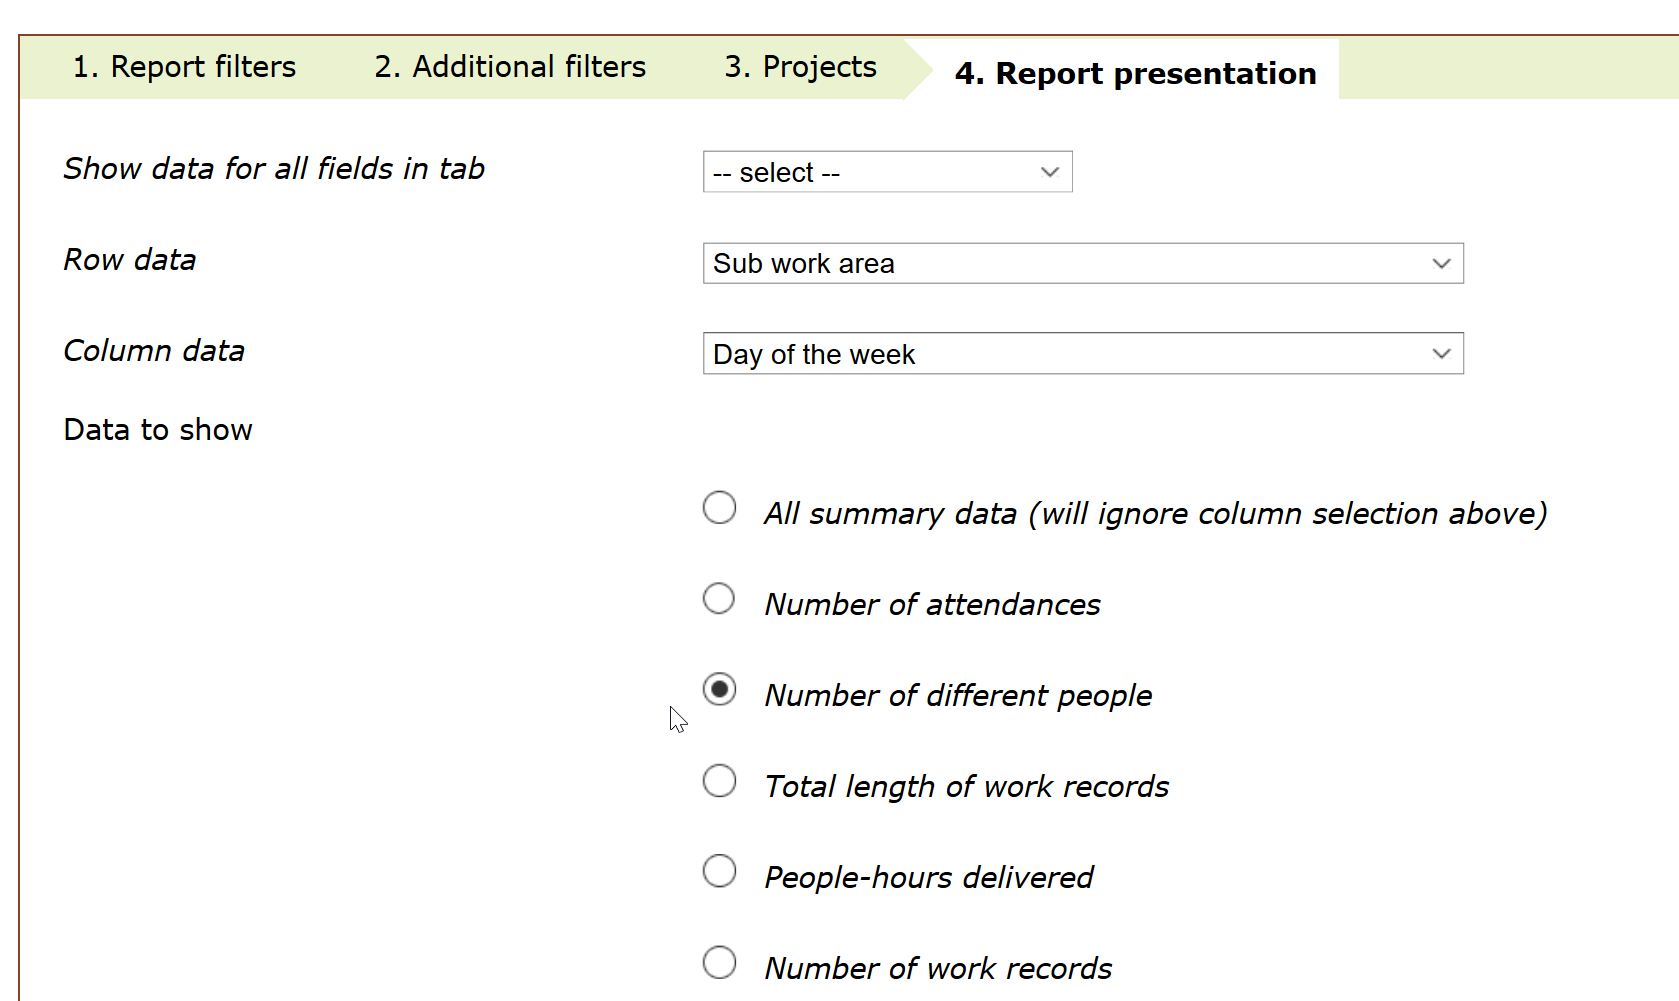 1. Report filters 2. Additional filters 3. Projects 4. Report presentation
Show data for all fields in tab -- select --
Row data Sub work area
Column data Day of the week
Data to show
All summary data (will ignore column selection above)
Number of attendances
Number of different people
Total length of work records
People-hours delivered
Number of work records